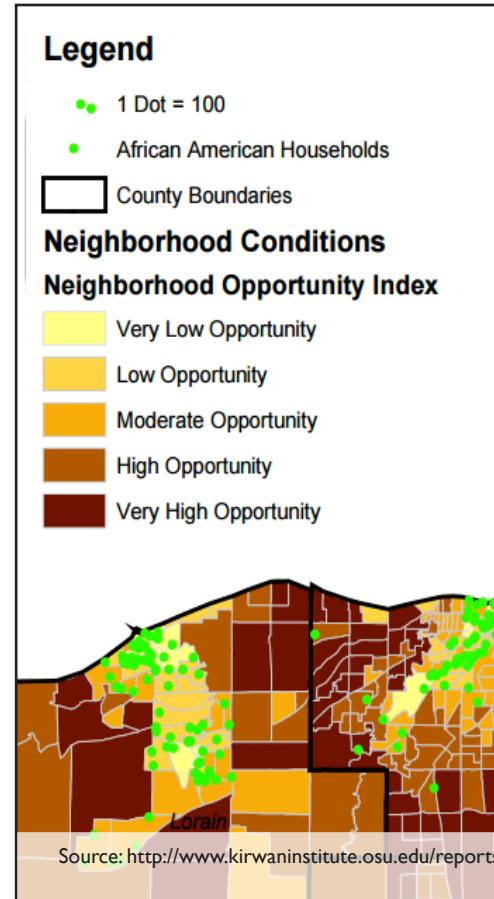 Legend
1 Dot = 100
African American Households
County Boundaries
Neighborhood Conditions
Neighborhood Opportunity Index
Very Low Opportunity
Low Opportunity
Moderate Opportunity
High Opportunity
Very High Opportunity
Lorain
Source: http://www.kirwaninstitute.osu.edu/reports